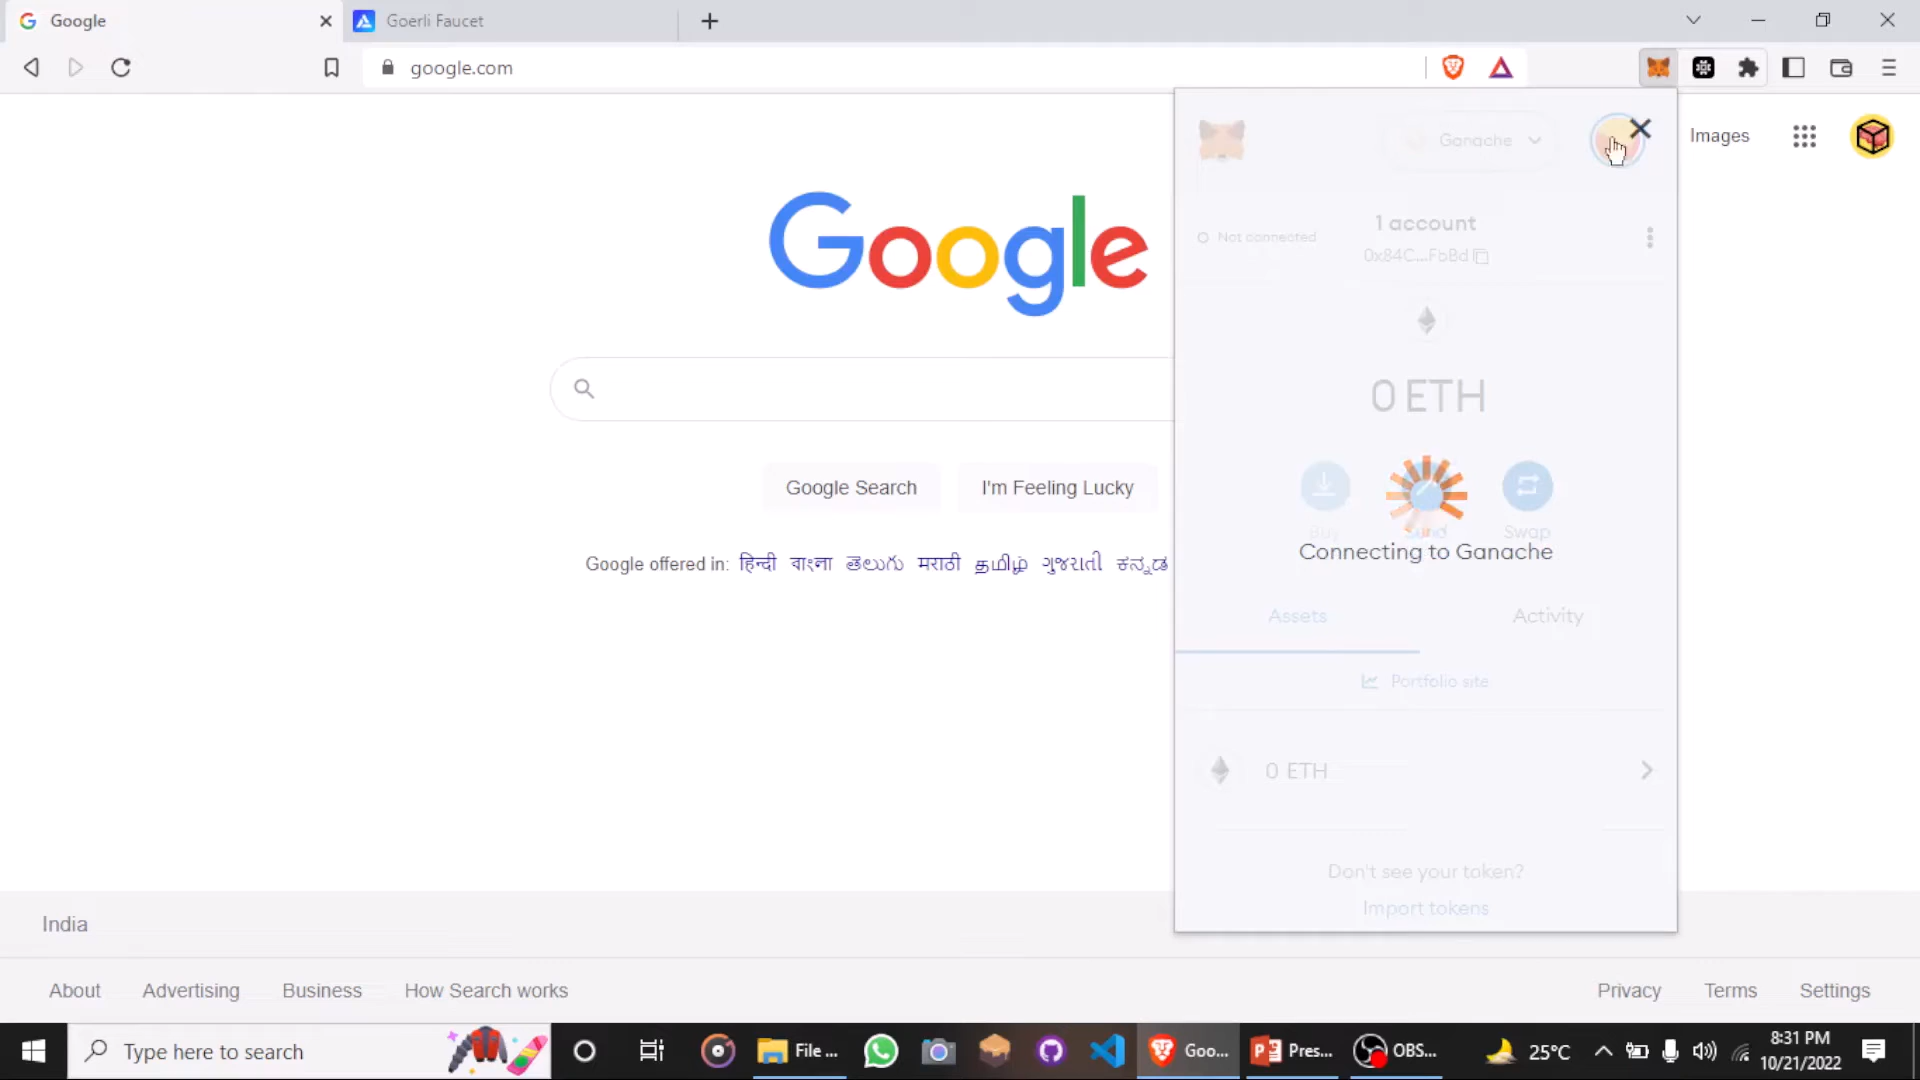 Google
Goerli Faucet
google.com
Images
Google
Google Search
I'm Feeling Lucky
Google offered in: हिन्दी বাংলা తెలుగు मराठी தமிழ் ગુજરાતી ಕನ್ನಡ
Ganache
Not connected
1 account
0x84C...FbBd
0 ETH
Buy
Send
Swap
Connecting to Ganache
Assets
Activity
Portfolio site
0 ETH
Don't see your token?
Import tokens
India
About
Advertising
Business
How Search works
Privacy
Terms
Settings
Type here to search
File ...
Goo...
Pres...
OBS...
25°C
8:31 PM
10/21/2022